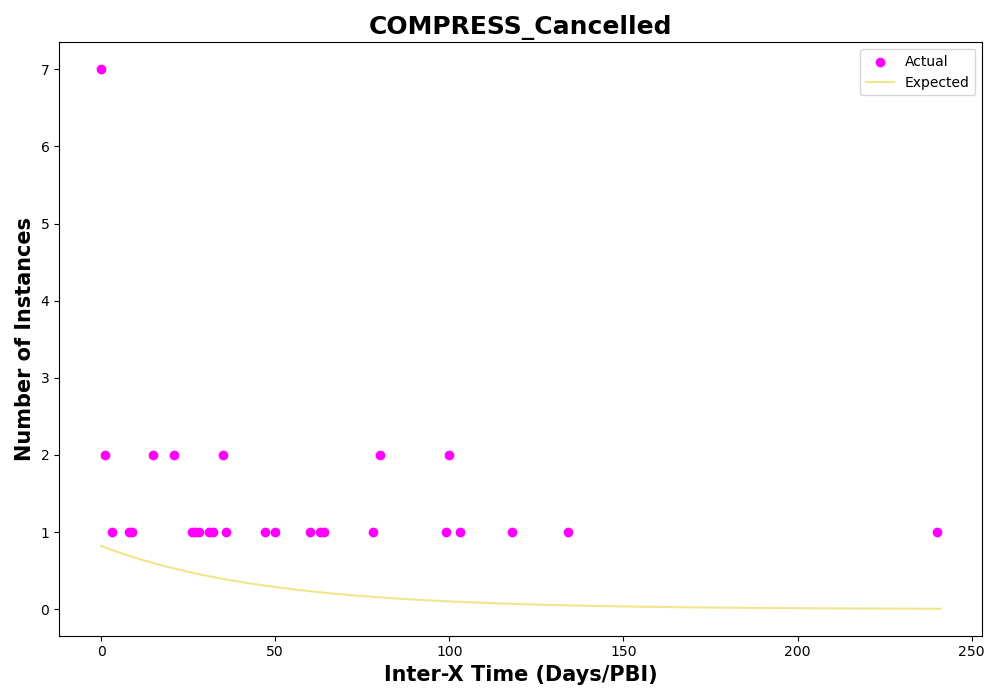 COMPRESS_Cancelled
Actual
Expected
Number of Instances
7
6
5
4
3
2
1
0
0 50 100 150 200 250
Inter-X Time (Days/PBI)